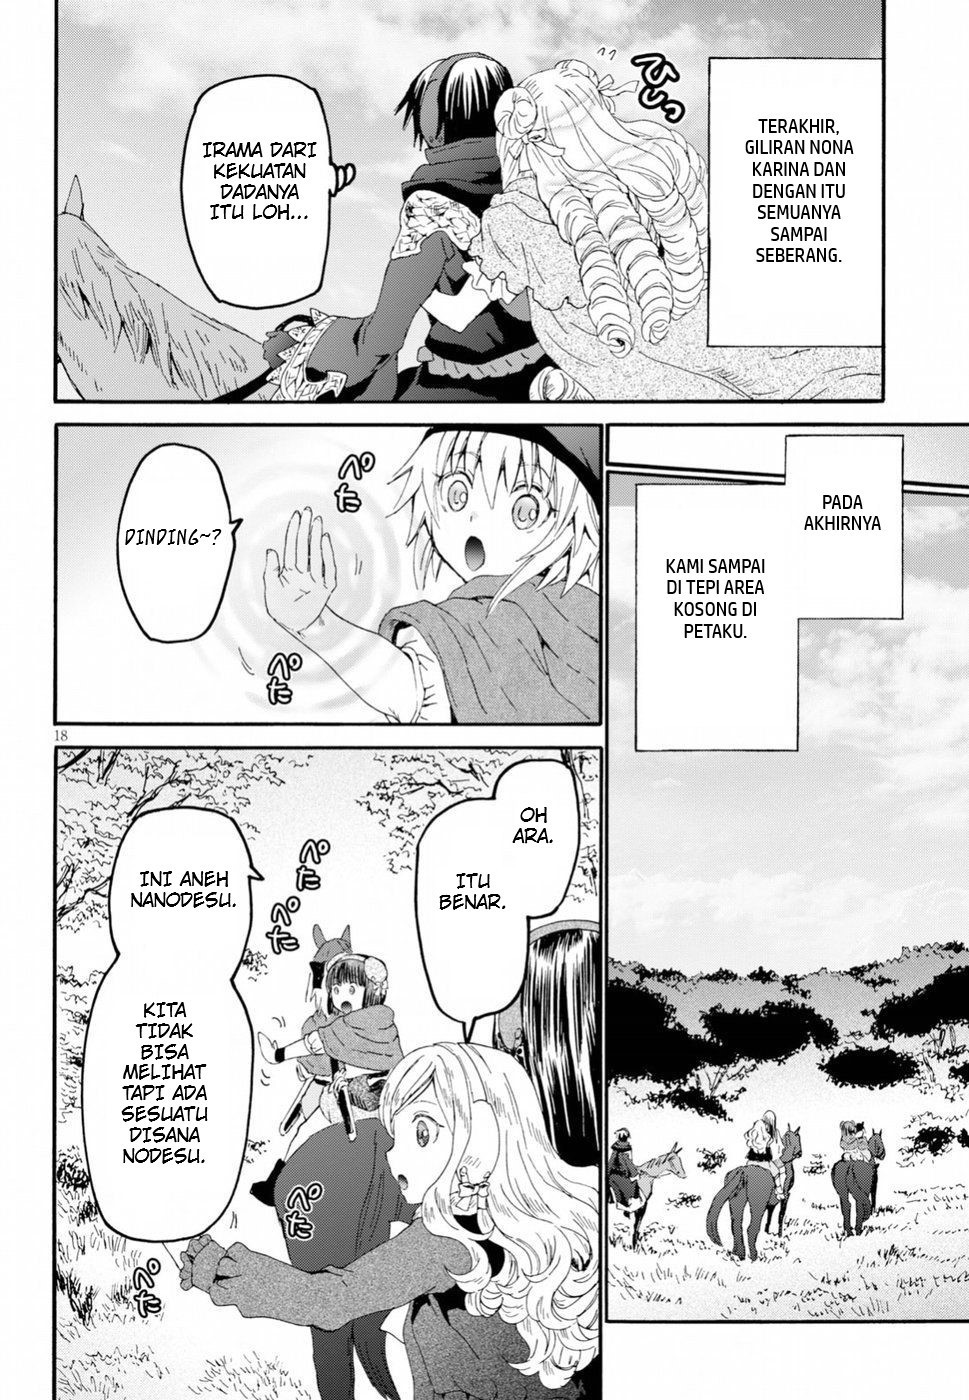 TERAKHIR,
GILIRAN NONA
KARINA DAN
DENGAN ITU
SEMUANYA
SAMPAI
SEBERANG.
ひしっ
IRAMA DARI
KEKUATAN
DADANYA
ITU LOH...
PADA
AKHIRNYA
KAMI SAMPAI
DI TEPI AREA
KOSONG DI
PETAKU.
ぺた
DINDING~?
ぺた
18
OH
ARA.
ITU
BENAR.
ぺた
ぺた
INI ANEH
NANODESU.
KITA
TIDAK
BISA
MELIHAT
TAPI ADA
SESUATU
DISANA
NODESU.
ぺた
ぺた